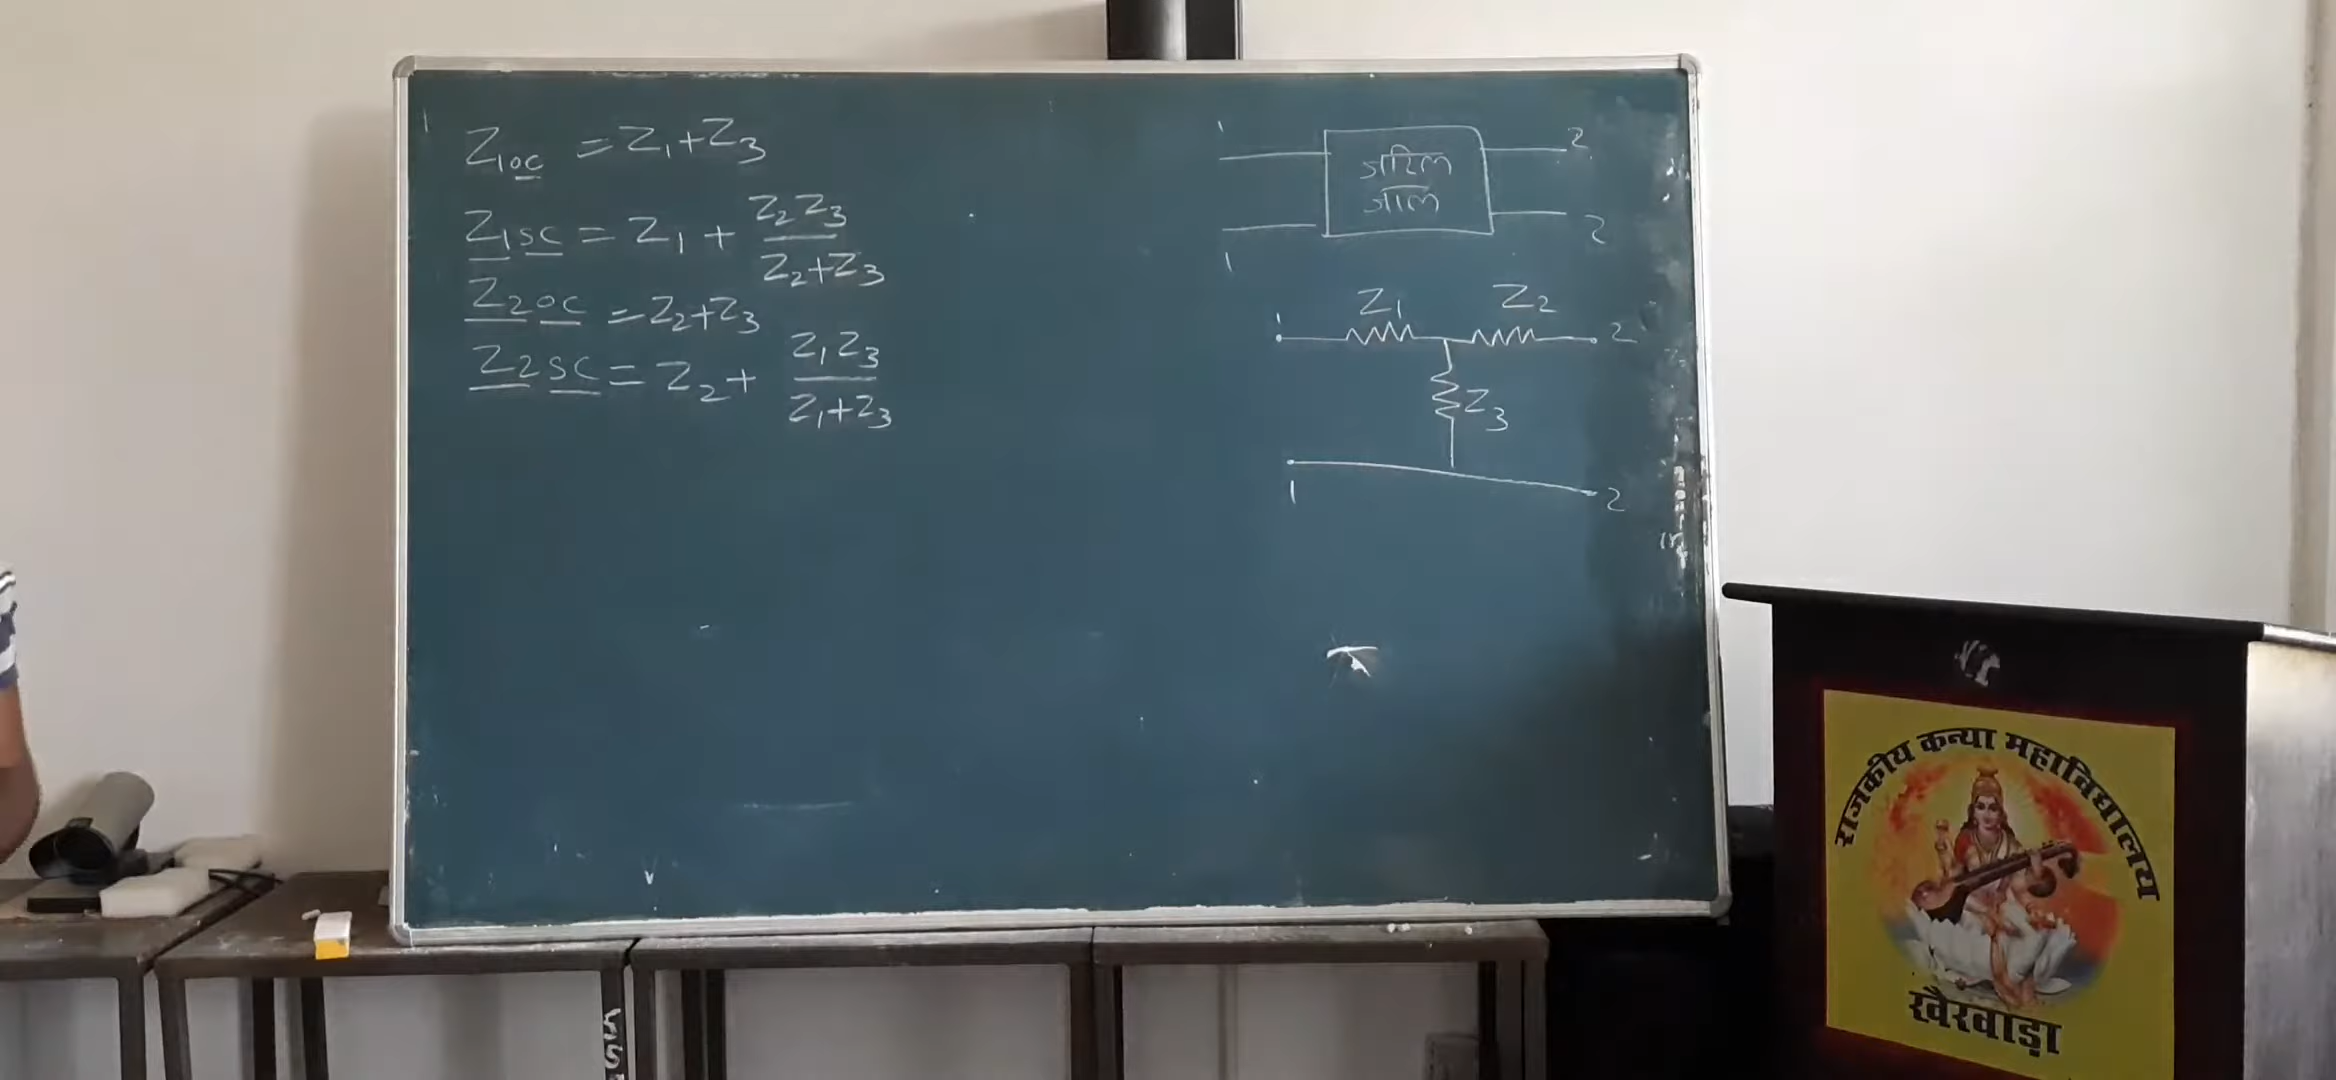 Z₁oc = Z₁+Z₃
Z₁sc = Z₁ + Z₂Z₃/Z₂+Z₃
Z₂oc = Z₂+Z₃
Z₂sc = Z₂+ Z₁Z₃/Z₁+Z₃
1 2
जटिल
जाल
1 2
Z₁ Z₂
1 2
Z₃
1 2
राजकीय कन्या महाविद्यालय
खैरवाड़ा